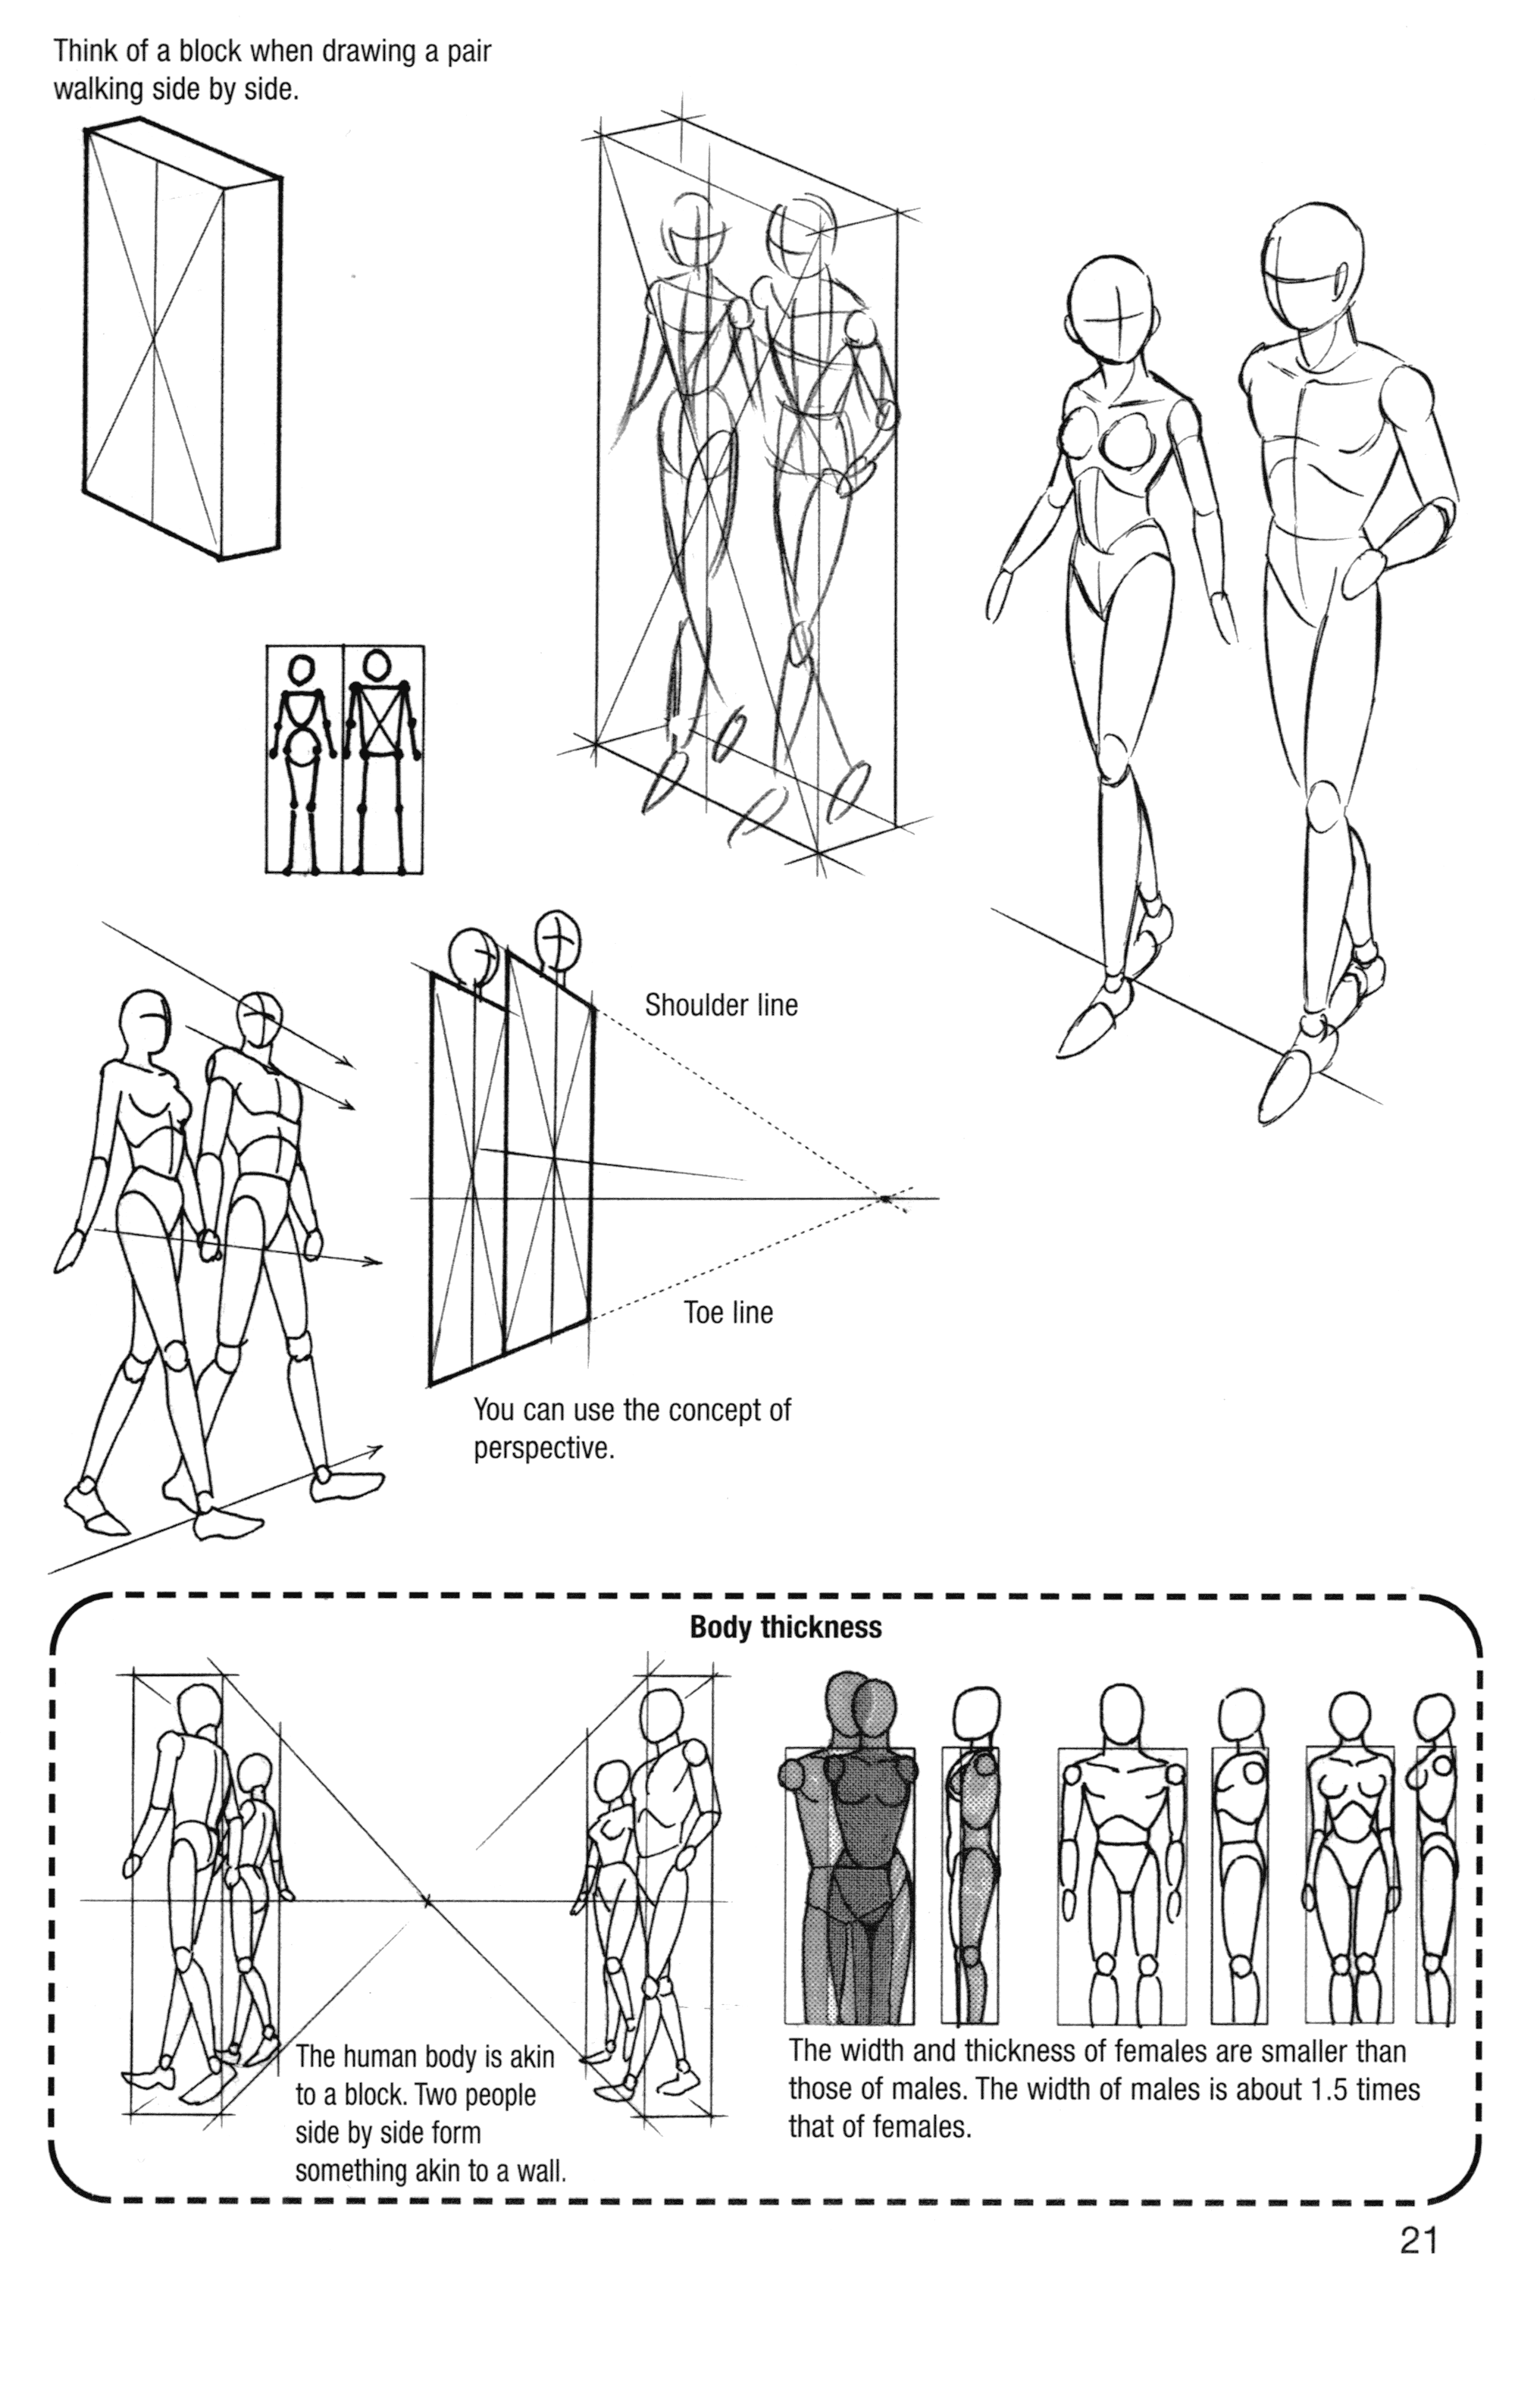 Think of a block when drawing a pair
walking side by side.
Shoulder line
Toe line
You can use the concept of
perspective.
Body thickness
The human body is akin
to a block. Two people
side by side form
something akin to a wall.
The width and thickness of females are smaller than
those of males. The width of males is about 1.5 times
that of females.
21